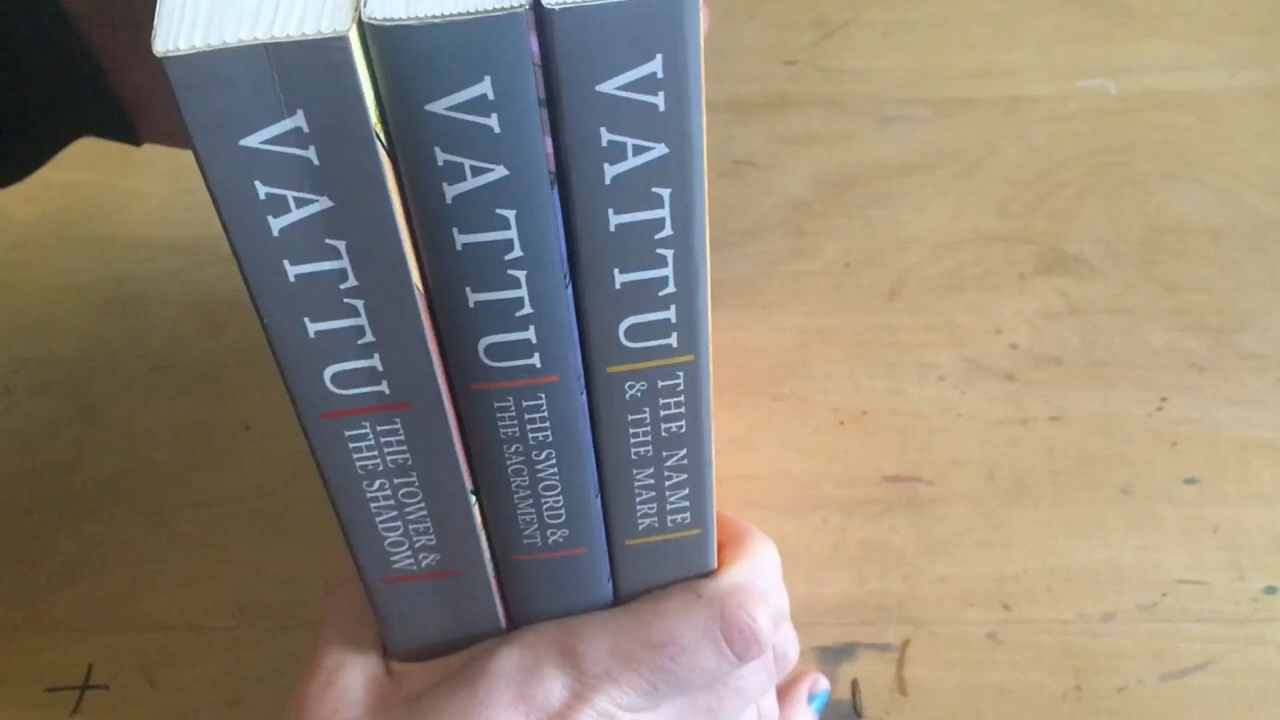 VATTU
THE TOWER &
THE SHADOW
VATTU
THE SWORD &
THE SACRAMENT
VATTU
THE NAME
& THE MARK